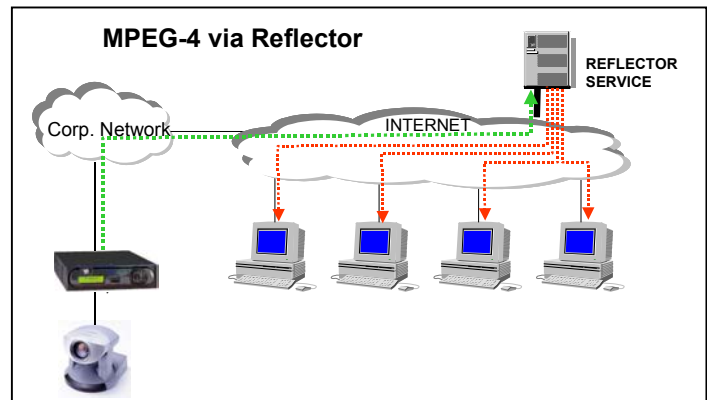 MPEG-4 via Reflector
REFLECTOR
SERVICE
Corp. Network
INTERNET